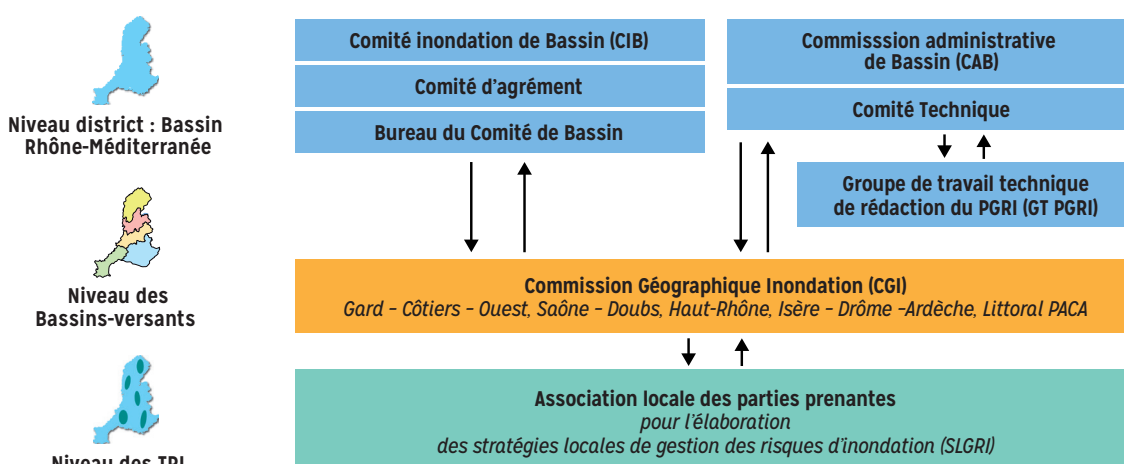 Niveau district : Bassin
Rhône-Méditerranée
Comité inondation de Bassin (CIB)
Comité d'agrément
Bureau du Comité de Bassin
Commisssion administrative
de Bassin (CAB)
Comité Technique
Groupe de travail technique
de rédaction du PGRI (GT PGRI)
Niveau des
Bassins-versants
Commission Géographique Inondation (CGI)
Gard - Côtiers - Ouest, Saône - Doubs, Haut-Rhône, Isère - Drôme -Ardèche, Littoral PACA
Niveau des TRI
Association locale des parties prenantes
pour l'élaboration
des stratégies locales de gestion des risques d'inondation (SLGRI)